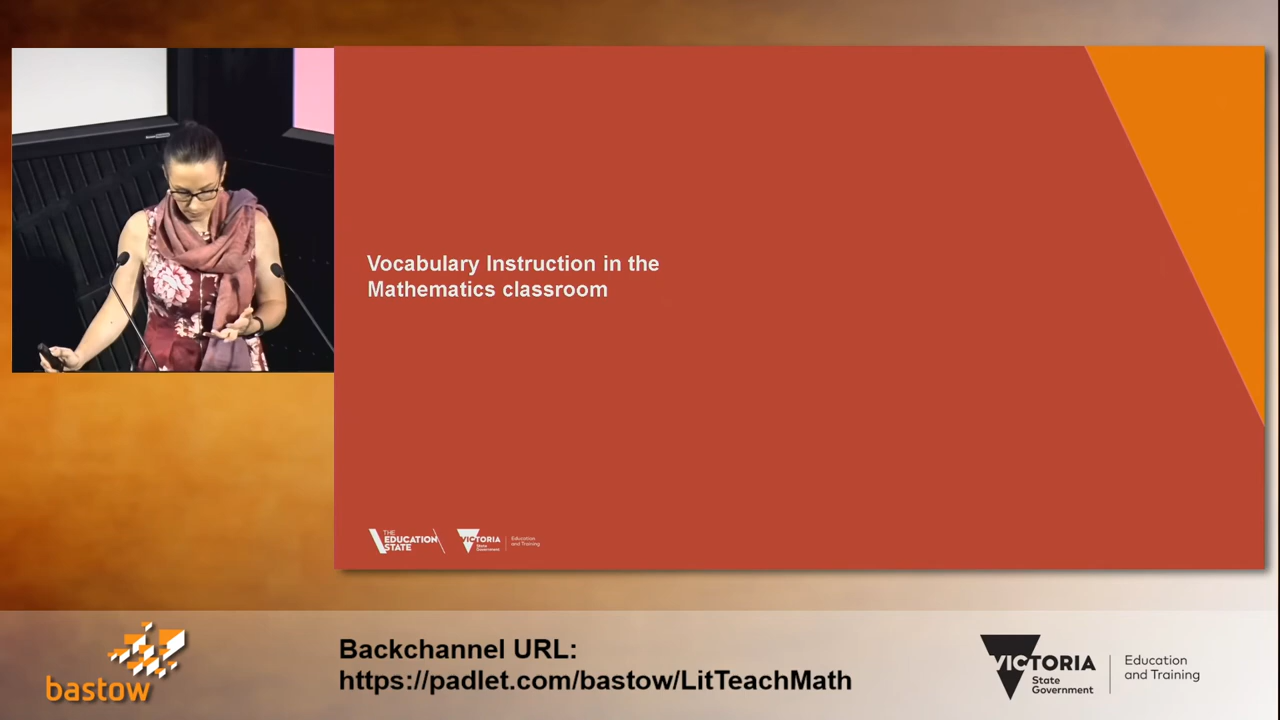 Vocabulary Instruction in the
Mathematics classroom
THE
EDUCATION
STATE
VICTORIA
State
Government
Education
and Training
bastow
Backchannel URL:
https://padlet.com/bastow/LitTeachMath
VICTORIA
State
Government
Education
and Training